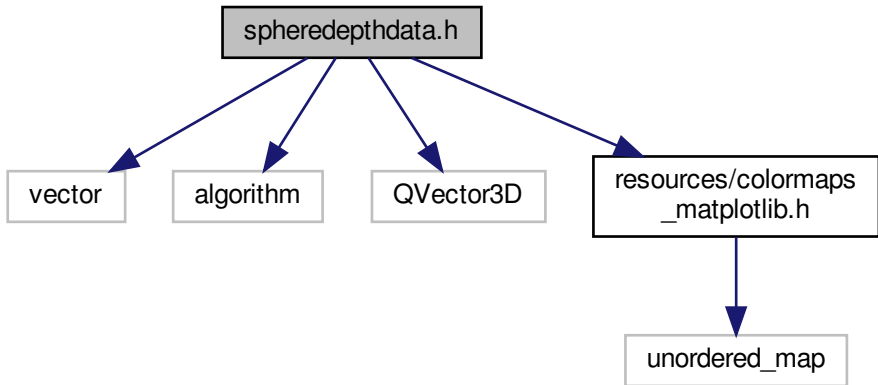 spheredepthdata.h
vector
algorithm
QVector3D
resources/colormaps
_matplotlib.h
unordered_map